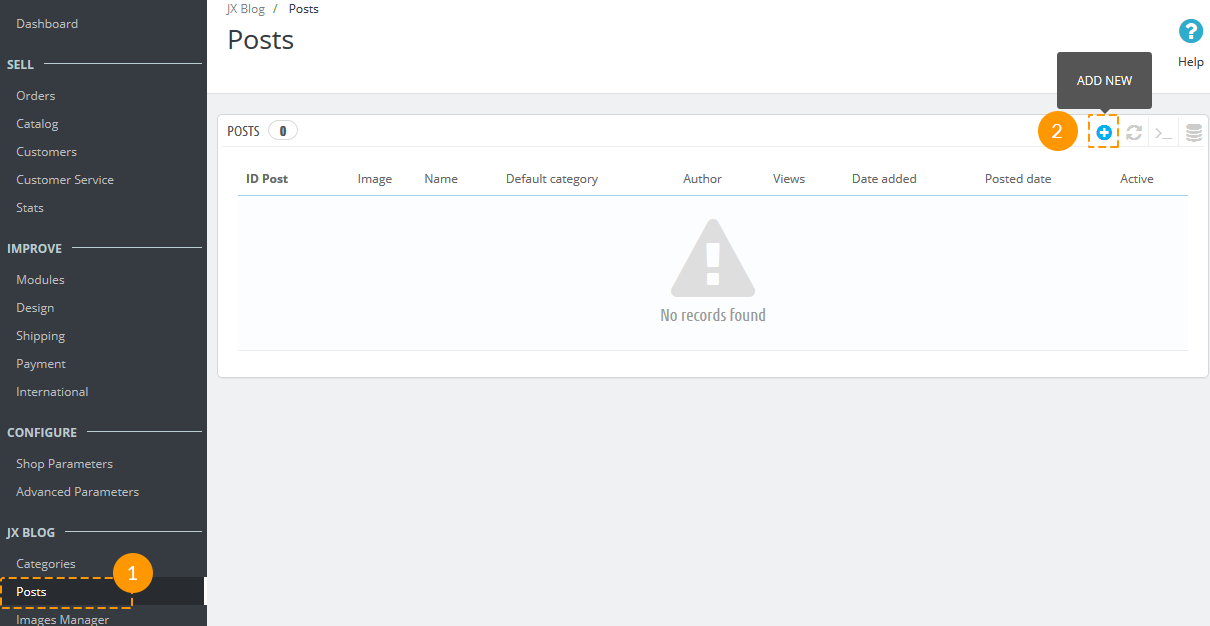 Dashboard
SELL
Orders
Catalog
Customers
Customer Service
Stats
IMPROVE
Modules
Design
Shipping
Payment
International
CONFIGURE
Shop Parameters
Advanced Parameters
JX BLOG
Categories
1
Posts
Images Manager
JX Blog / Posts
Posts
?
Help
ADD NEW
POSTS 0
2
>_
ID Post Image Name Default category Author Views Date added Posted date Active
No records found